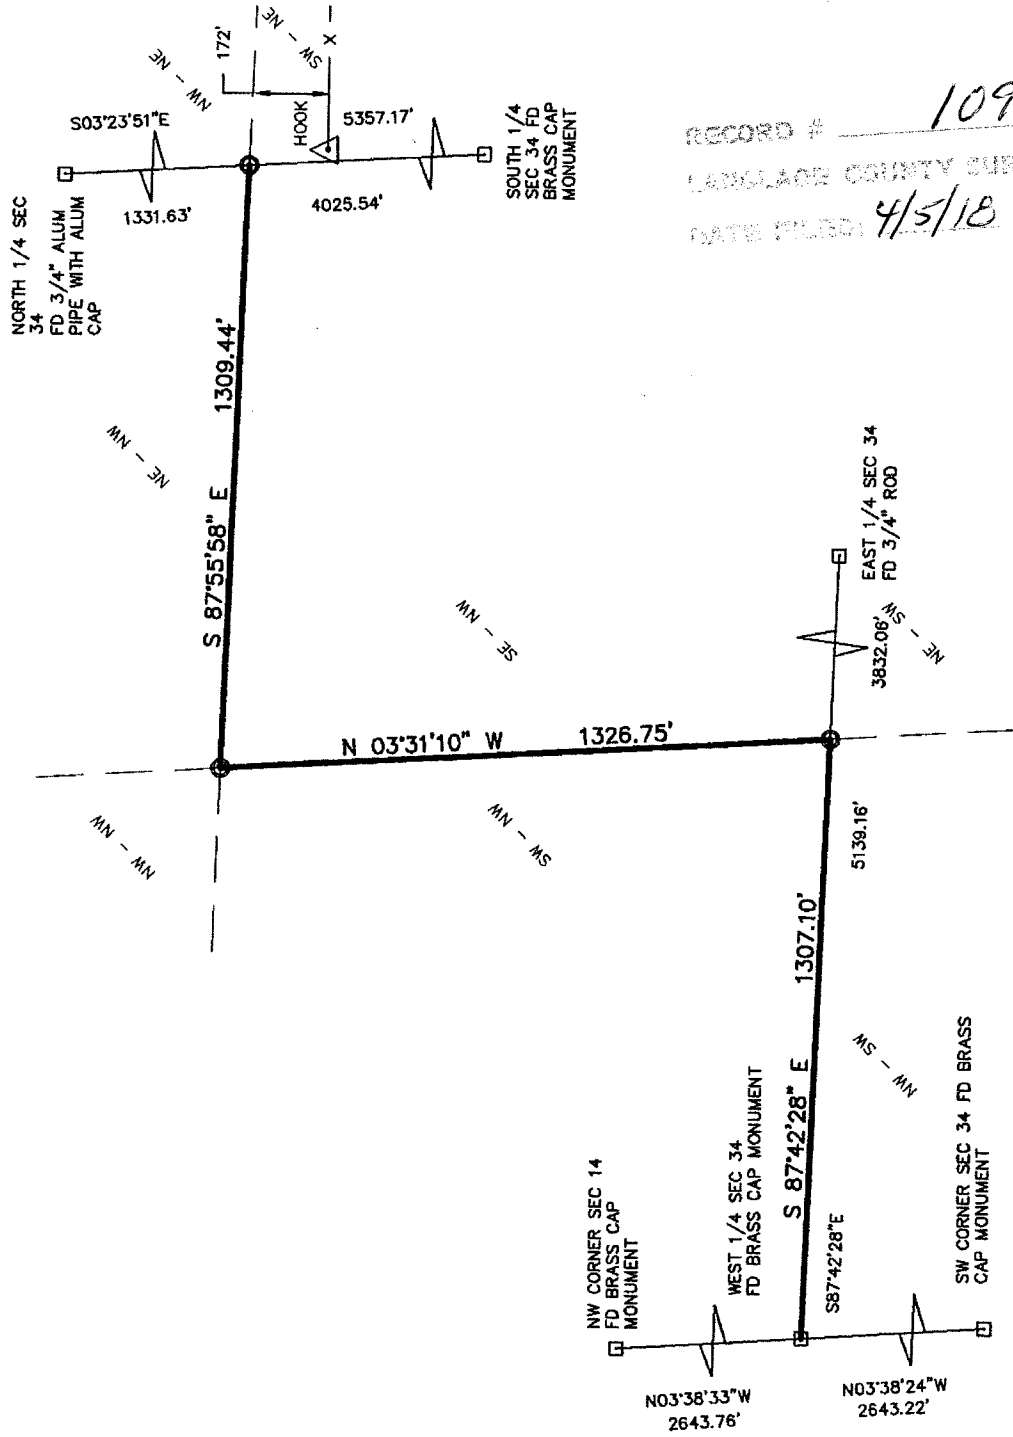 NORTH 1/4 SEC
34
FD 3/4" ALUM
PIPE WITH ALUM
CAP
S03°23'51"E
1331.63'
NW - NE
SW - NE
172'
X
HOOK
5357.17'
4025.54'
SOUTH 1/4
SEC 34 FD
BRASS CAP
MONUMENT
RECORD # 109
LANGLADE COUNTY SUR
DATE FILED: 4/5/18
S 87°55'58" E 1309.44'
NE - NW
SE - NW
N 03°31'10" W 1326.75'
NW - NW
SW - NW
EAST 1/4 SEC 34
FD 3/4" ROD
3832.06'
NE - SW
5139.16'
S 87°42'28" E 1307.10'
NW - SW
NW CORNER SEC 14
FD BRASS CAP
MONUMENT
WEST 1/4 SEC 34
FD BRASS CAP MONUMENT
S87°42'28"E
SW CORNER SEC 34 FD BRASS
CAP MONUMENT
N03°38'33"W
2643.76'
N03°38'24"W
2643.22'